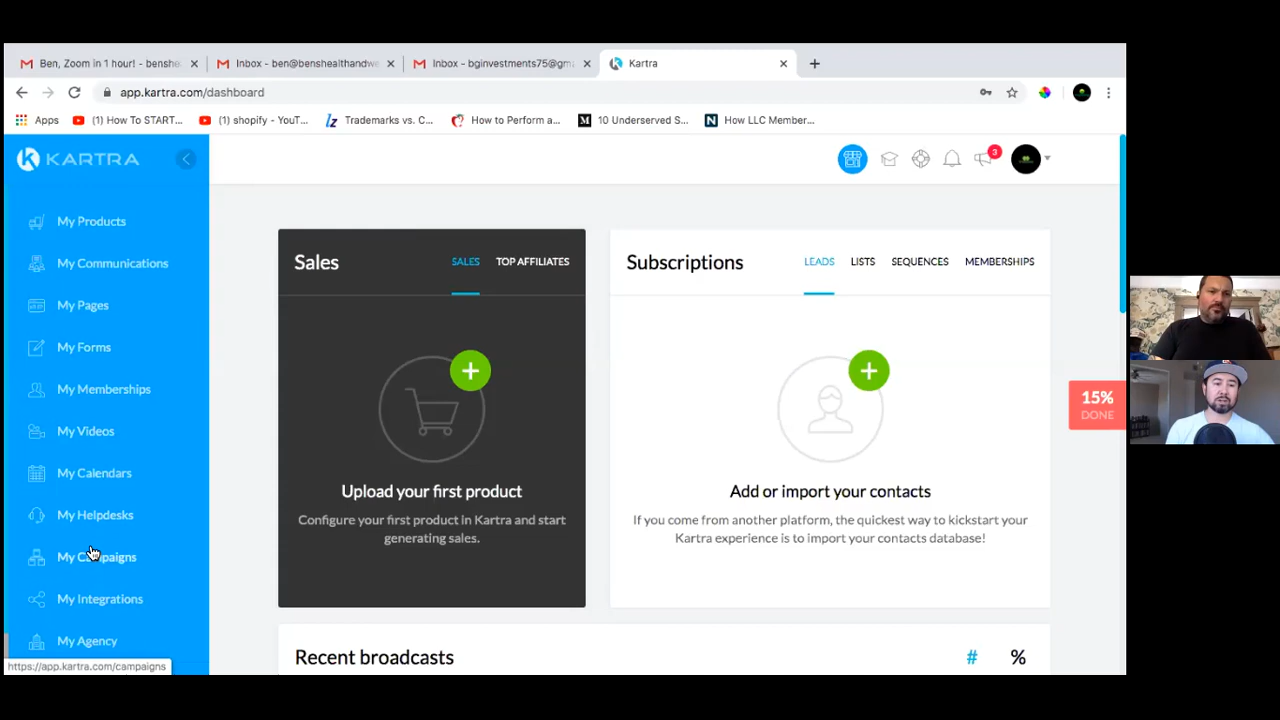 Ben, Zoom in 1 hour! - benshe
Inbox - ben@benshealthandwe
Inbox - bginvestments75@gma
Kartra
app.kartra.com/dashboard
Apps
(1) How To START...
(1) shopify - YouT...
Trademarks vs. C...
How to Perform a...
10 Underserved S...
How LLC Member...
KARTRA
3
My Products
My Communications
My Pages
My Forms
My Memberships
My Videos
My Calendars
My Helpdesks
My Campaigns
My Integrations
My Agency
https://app.kartra.com/campaigns
Sales
SALES
TOP AFFILIATES
Upload your first product
Configure your first product in Kartra and start
generating sales.
Subscriptions
LEADS
LISTS
SEQUENCES
MEMBERSHIPS
Add or import your contacts
If you come from another platform, the quickest way to kickstart your
Kartra experience is to import your contacts database!
15%
DONE
Recent broadcasts
#
%